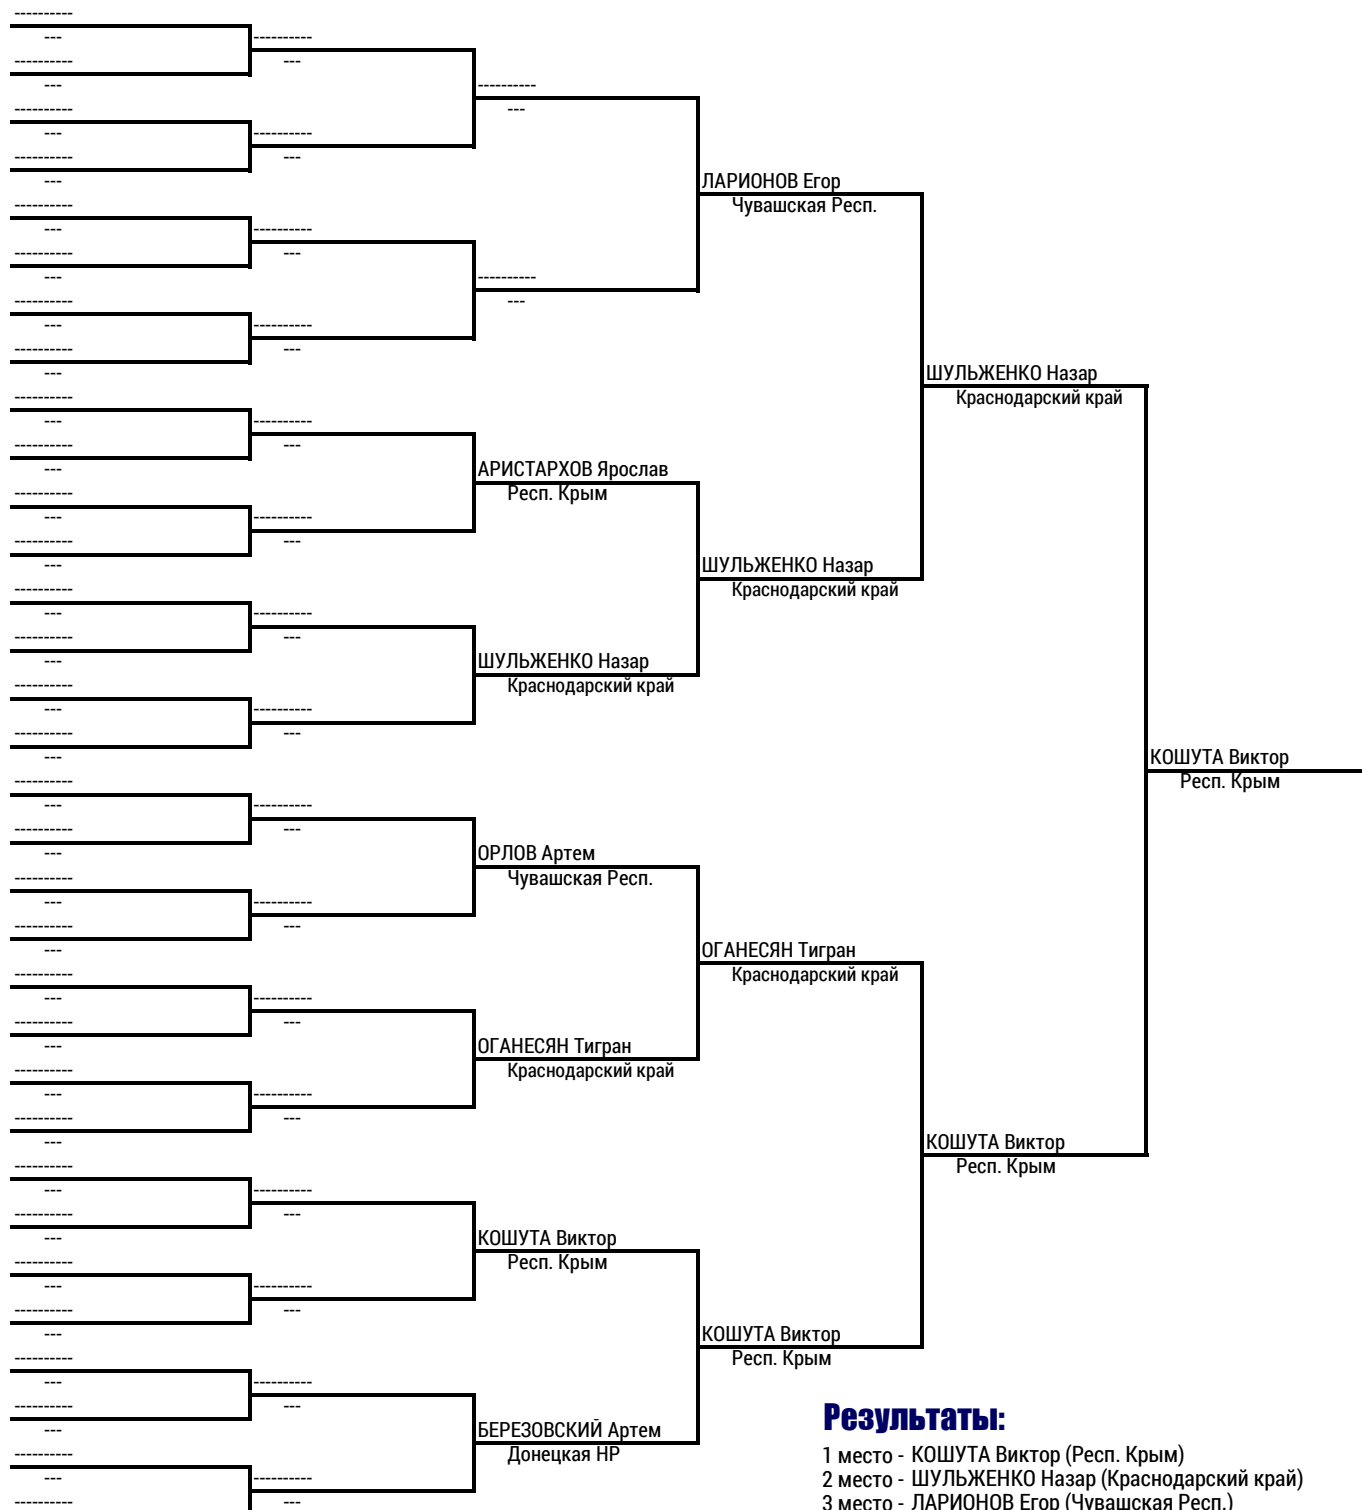 ЛАРИОНОВ Егор
Чувашская Респ.
ШУЛЬЖЕНКО Назар
Краснодарский край
АРИСТАРХОВ Ярослав
Респ. Крым
ШУЛЬЖЕНКО Назар
Краснодарский край
ШУЛЬЖЕНКО Назар
Краснодарский край
КОШУТА Виктор
Респ. Крым
ОРЛОВ Артем
Чувашская Респ.
ОГАНЕСЯН Тигран
Краснодарский край
ОГАНЕСЯН Тигран
Краснодарский край
КОШУТА Виктор
Респ. Крым
КОШУТА Виктор
Респ. Крым
КОШУТА Виктор
Респ. Крым
БЕРЕЗОВСКИЙ Артем
Донецкая НР
Результаты:
1 место - КОШУТА Виктор (Респ. Крым)
2 место - ШУЛЬЖЕНКО Назар (Краснодарский край)
3 место - ЛАРИОНОВ Егор (Чувашская Респ.)